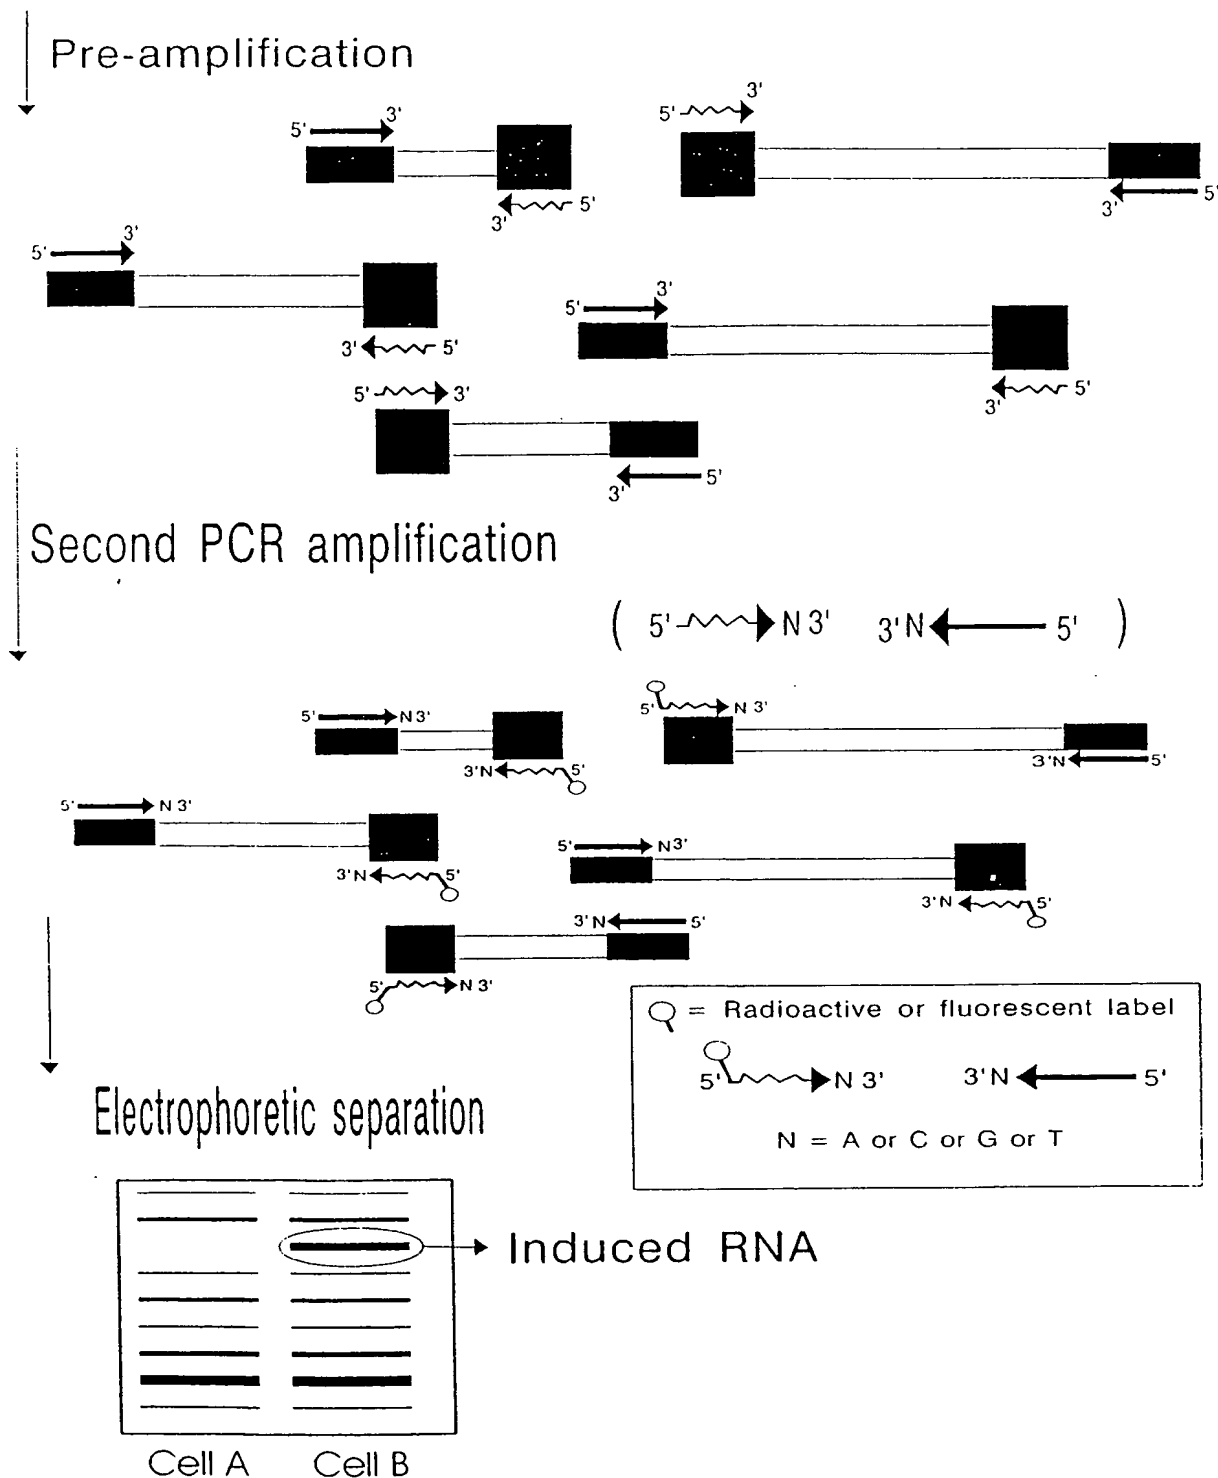 Pre-amplification
5' 3'
3' 5'
5' 3'
3' 5'
5' 3'
3' 5'
5' 3'
3' 5'
5' 3'
3' 5'
Second PCR amplification
( 5' N 3' 3' N 5' )
5' N 3'
3' N 5'
5' N 3'
3' N 5'
5' N 3'
3' N 5'
5' N 3'
3' N 5'
3' N 5'
5' N 3'
= Radioactive or fluorescent label
5' N 3' 3' N 5'
N = A or C or G or T
Electrophoretic separation
Induced RNA
Cell A Cell B